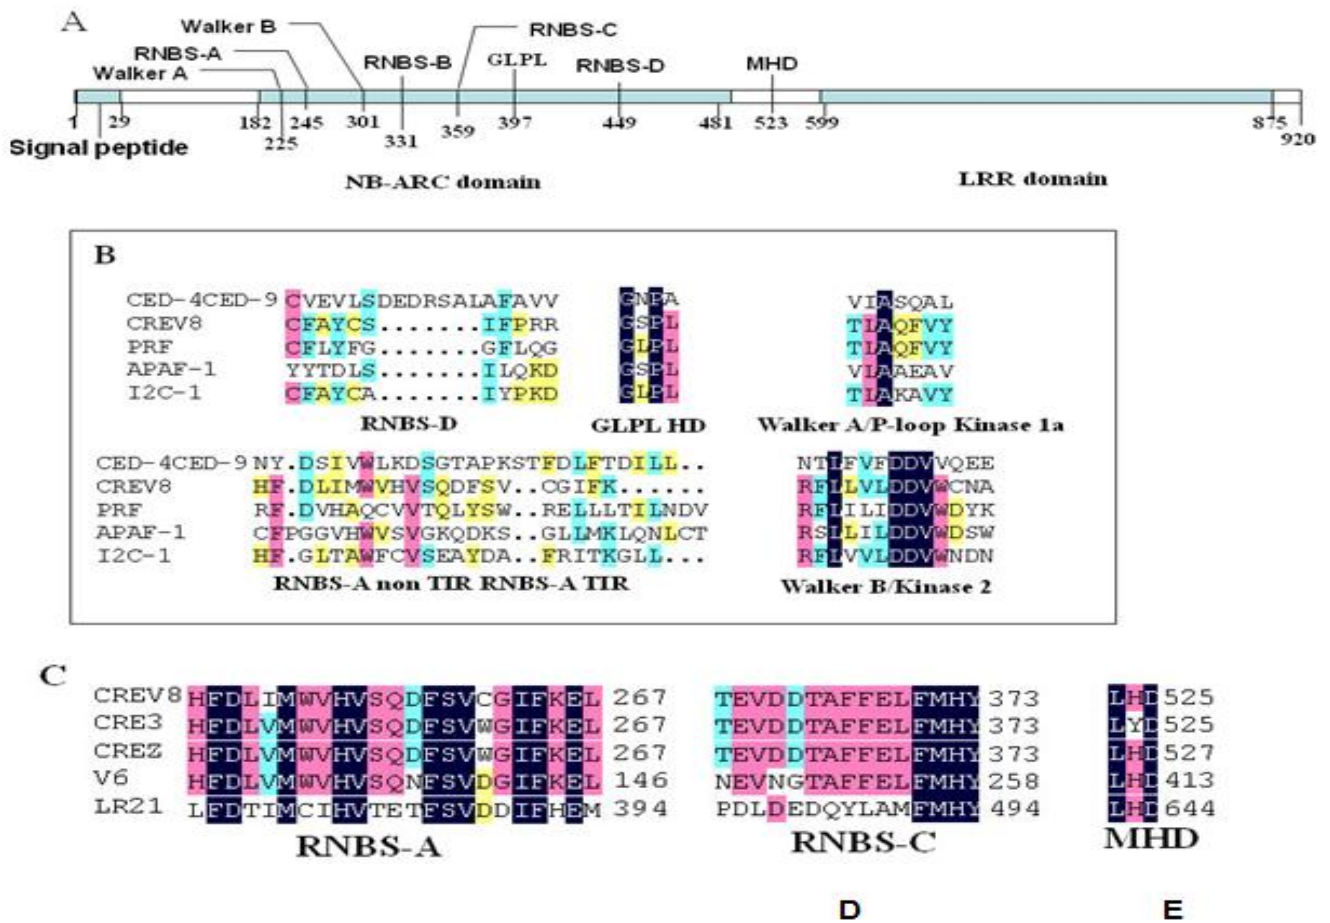 A
Walker B
RNBS-C
RNBS-A
RNBS-B
GLPL
RNBS-D
MHD
Walker A
1 29 182 225 245 301 331 359 397 449 481 523 599 875 920
Signal peptide
NB-ARC domain
LRR domain
B
CED-4CED-9 CVEVLSDEDRSALAFAVV GNPA VIASQAL
CREV8 CFAYCS.......IFPRR GSPL TLAQFVY
PRF CFLYFG.......GFLQG GLPL TLAQFVY
APAF-1 YYTDLS.......ILQKD GSPL VLAAEAV
I2C-1 CFAYCA.......IYPKD GLPL TLAKAVY
RNBS-D GLPL HD Walker A/P-loop Kinase 1a
CED-4CED-9 NY.DSIVWLKDSGTAPKSTFDLFTDILL.. NTLFVFDDVVQEE
CREV8 HF.DLIMWVHVSQDFSV..CGIFK...... RFLLVLDDVWCNA
PRF RF.DVHAQCVVTQLYSW..RELLLTILNDV RFLILIDDVWDYK
APAF-1 CFPGGVHWVSVGKQDKS..GLLMKLQNLCT RSLLILDDVWDSW
I2C-1 HF.GLTAWFCVSEAYDA..FRITKGLL... RFLVVLDDVWNDN
RNBS-A non TIR RNBS-A TIR Walker B/Kinase 2
C
CREV8 HFDLIMWVHVSQDFSVCGIFKEL 267 TEVDDTAFFELFMHY 373 LHD 525
CRE3 HFDLVMWVHVSQDFSVWGIFKEL 267 TEVDDTAFFELFMHY 373 LYD 525
CREZ HFDLVMWVHVSQDFSVWGIFKEL 267 TEVDDTAFFELFMHY 373 LHD 527
V6 HFDLVMWVHVSQNFSVDGIFKEL 146 NEVNGTAFFELFMHY 258 LHD 413
LR21 LFDTIMCIHVTETFSVDDIFHEM 394 PDLDEDQYLAMFMHY 494 LHD 644
RNBS-A RNBS-C MHD
D E